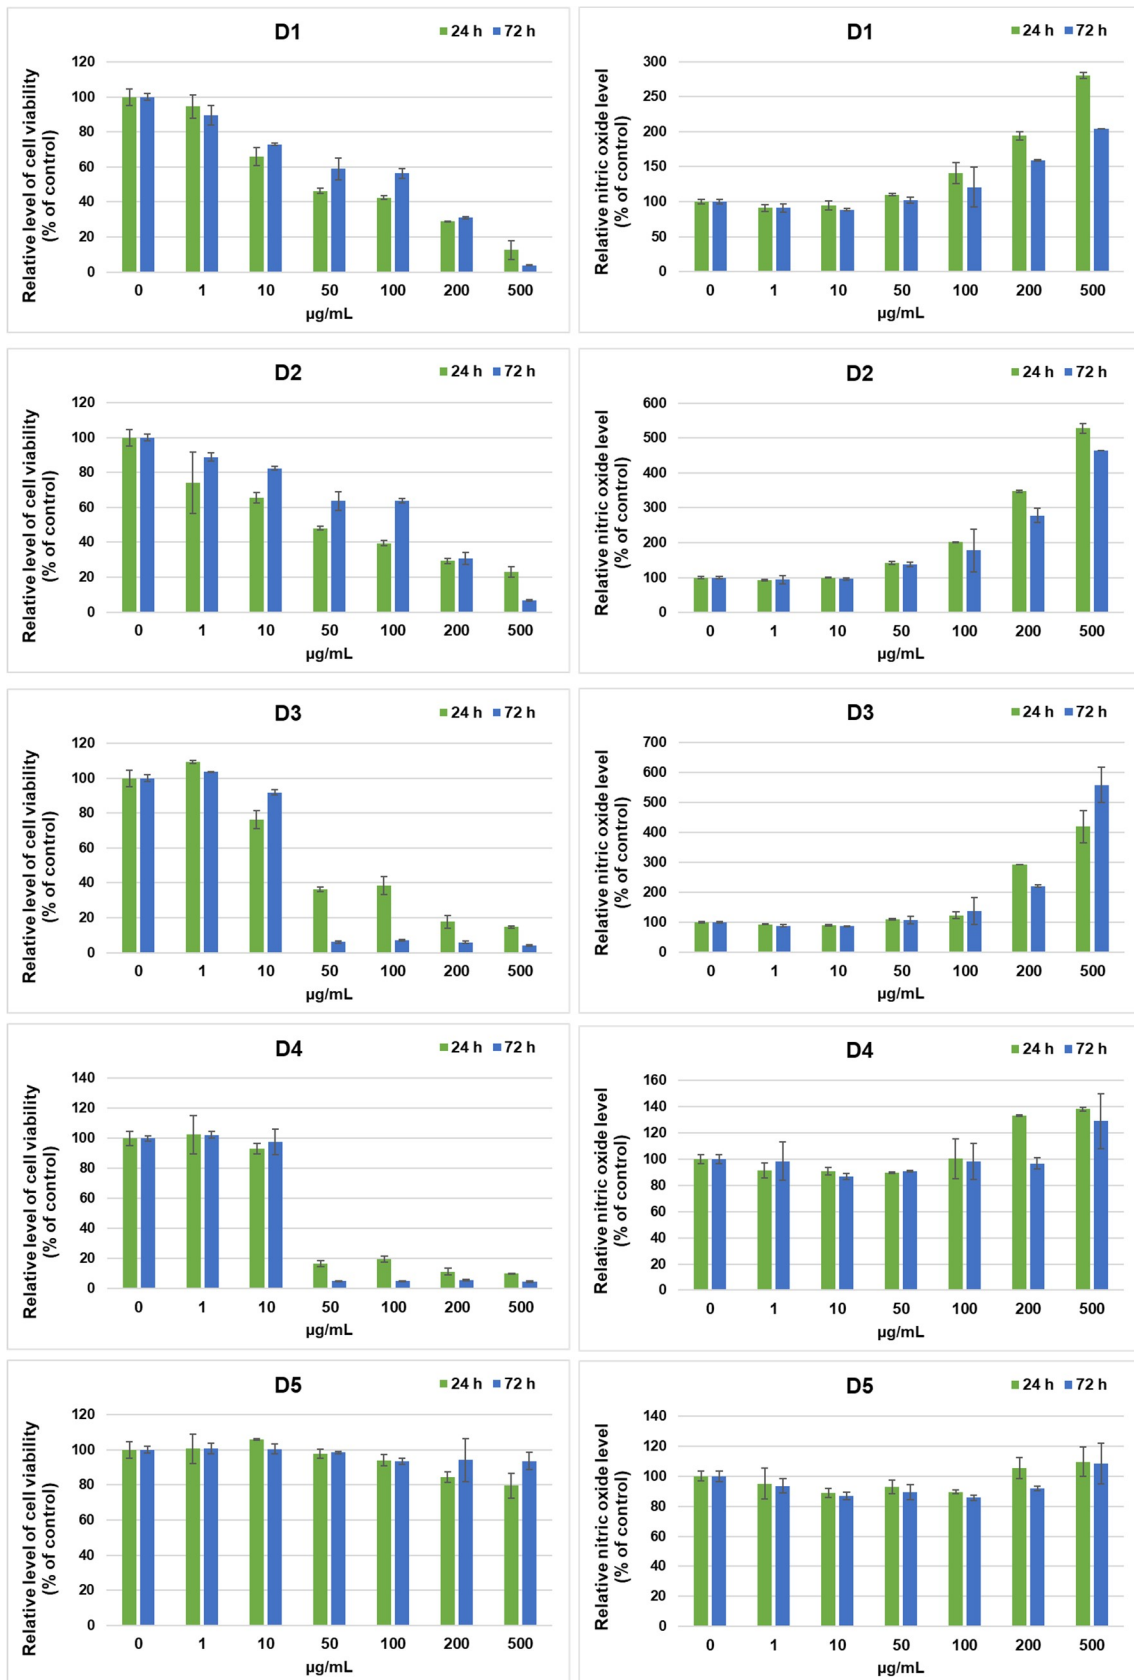 D1
24 h 72 h
Relative level of cell viability
(% of control)
120
100
80
60
40
20
0
0 1 10 50 100 200 500
µg/mL
D1
24 h 72 h
Relative nitric oxide level
(% of control)
300
250
200
150
100
50
0
0 1 10 50 100 200 500
µg/mL
D2
24 h 72 h
Relative level of cell viability
(% of control)
120
100
80
60
40
20
0
0 1 10 50 100 200 500
µg/mL
D2
24 h 72 h
Relative nitric oxide level
(% of control)
600
500
400
300
200
100
0
0 1 10 50 100 200 500
µg/mL
D3
24 h 72 h
Relative level of cell viability
(% of control)
120
100
80
60
40
20
0
0 1 10 50 100 200 500
µg/mL
D3
24 h 72 h
Relative nitric oxide level
(% of control)
700
600
500
400
300
200
100
0
0 1 10 50 100 200 500
µg/mL
D4
24 h 72 h
Relative level of cell viability
(% of control)
140
120
100
80
60
40
20
0
0 1 10 50 100 200 500
µg/mL
D4
24 h 72 h
Relative nitric oxide level
(% of control)
160
140
120
100
80
60
40
20
0
0 1 10 50 100 200 500
µg/mL
D5
24 h 72 h
Relative level of cell viability
(% of control)
120
100
80
60
40
20
0
0 1 10 50 100 200 500
µg/mL
D5
24 h 72 h
Relative nitric oxide level
(% of control)
140
120
100
80
60
40
20
0
0 1 10 50 100 200 500
µg/mL